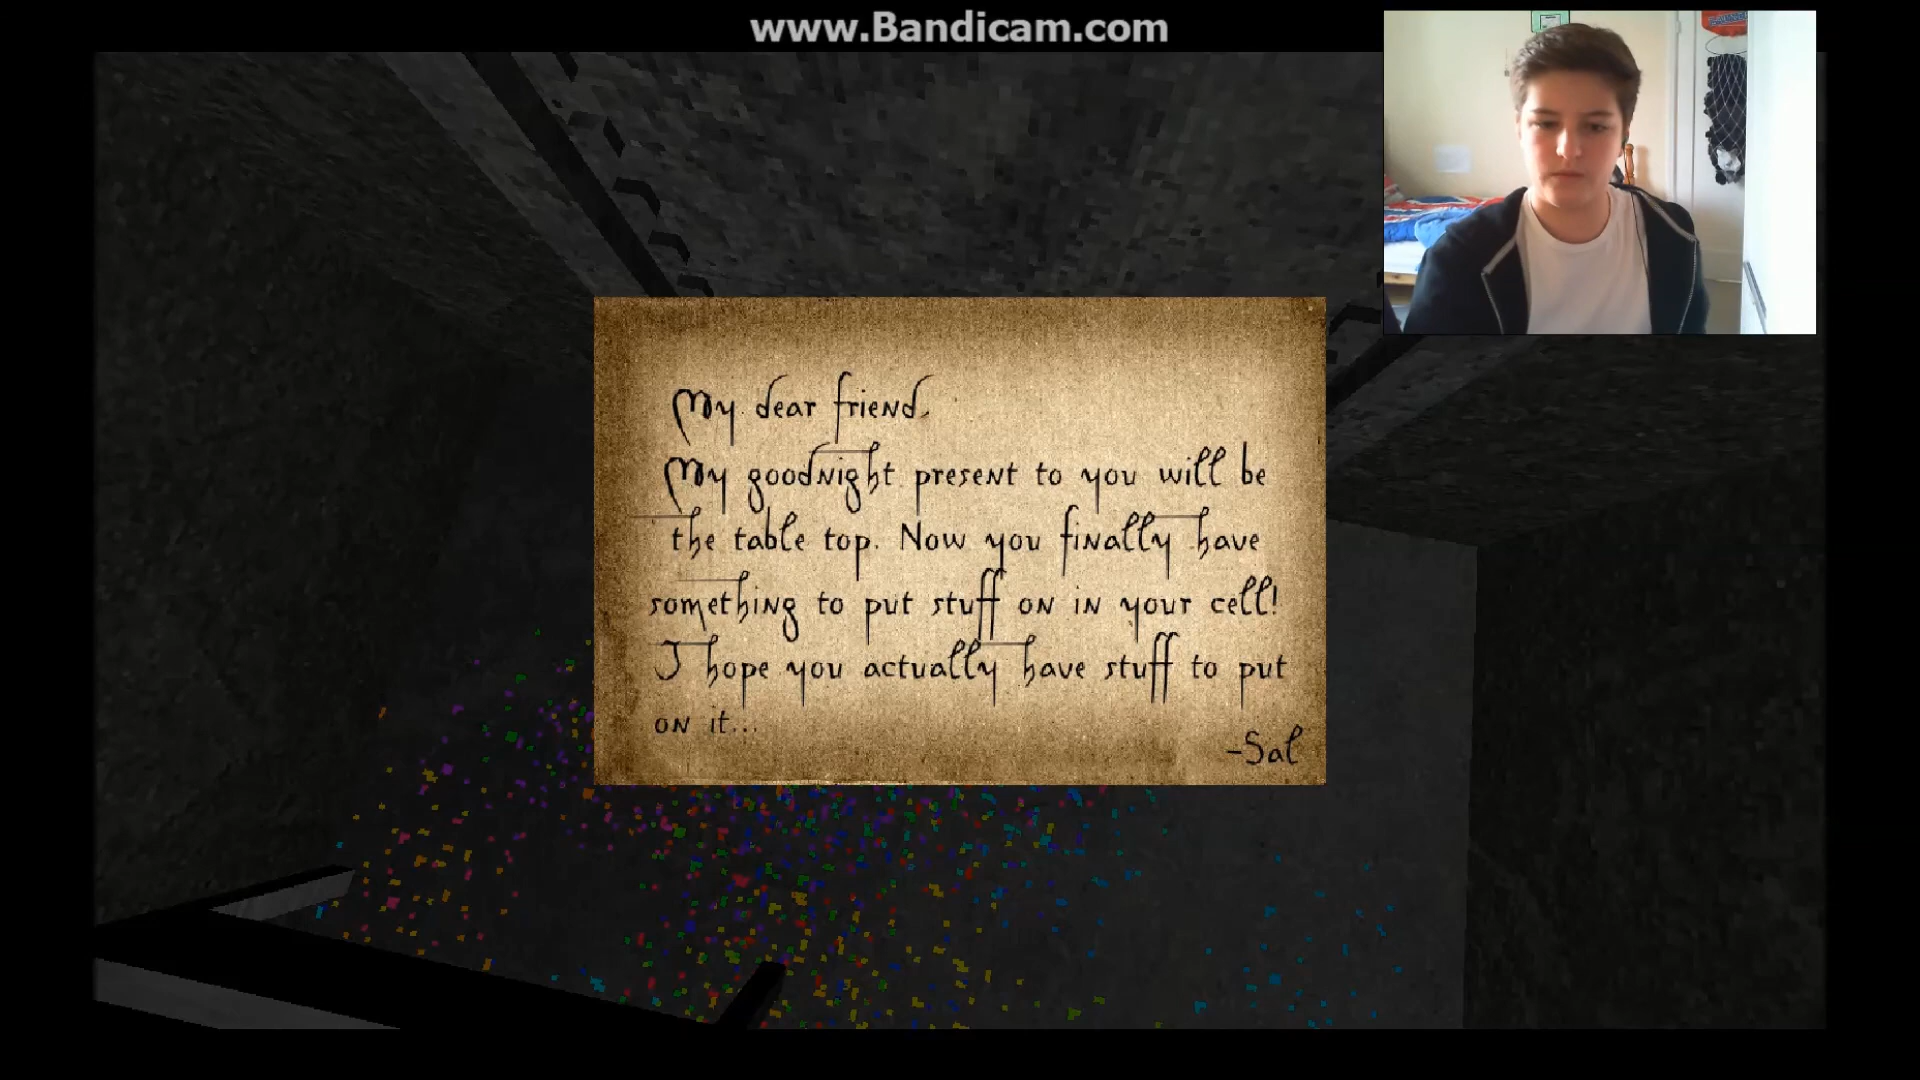 www.Bandicam.com
My dear friend,
My goodnight present to you will be
the table top. Now you finally have
something to put stuff on in your cell!
I hope you actually have stuff to put
on it...
-Sal